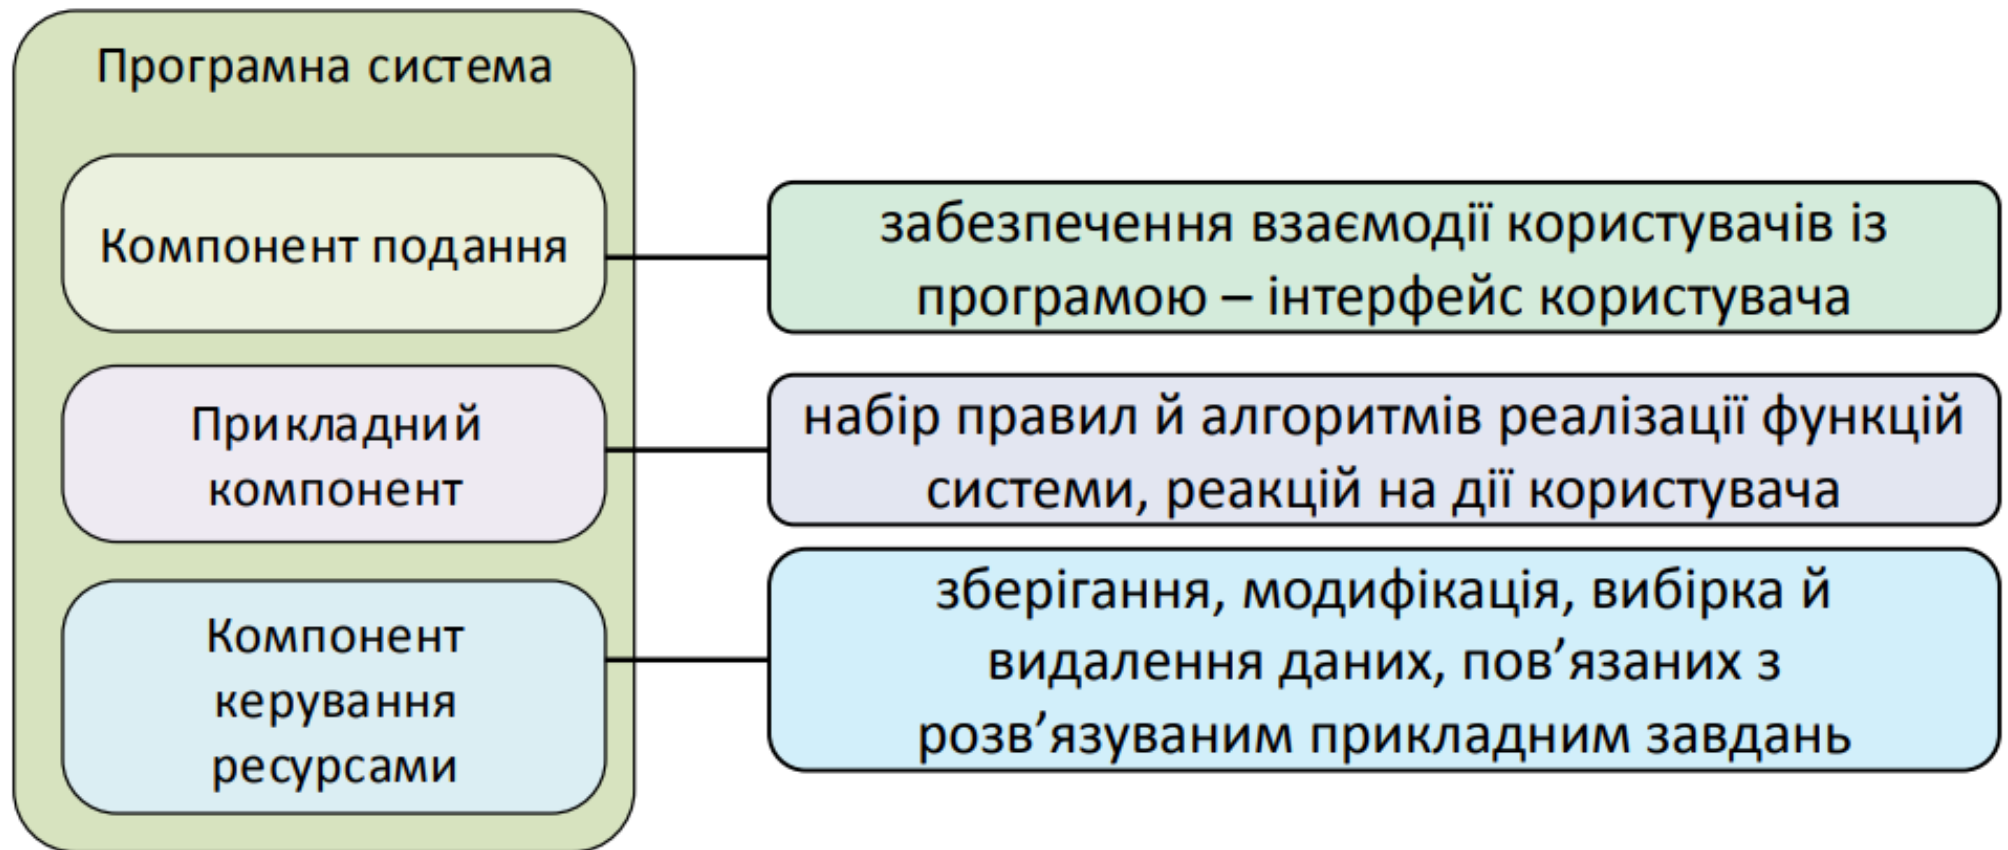 Програмна система
Компонент подання
забезпечення взаємодії користувачів із
програмою – інтерфейс користувача
Прикладний
компонент
набір правил й алгоритмів реалізації функцій
системи, реакцій на дії користувача
Компонент
керування
ресурсами
зберігання, модифікація, вибірка й
видалення даних, пов’язаних з
розв’язуваним прикладним завдань